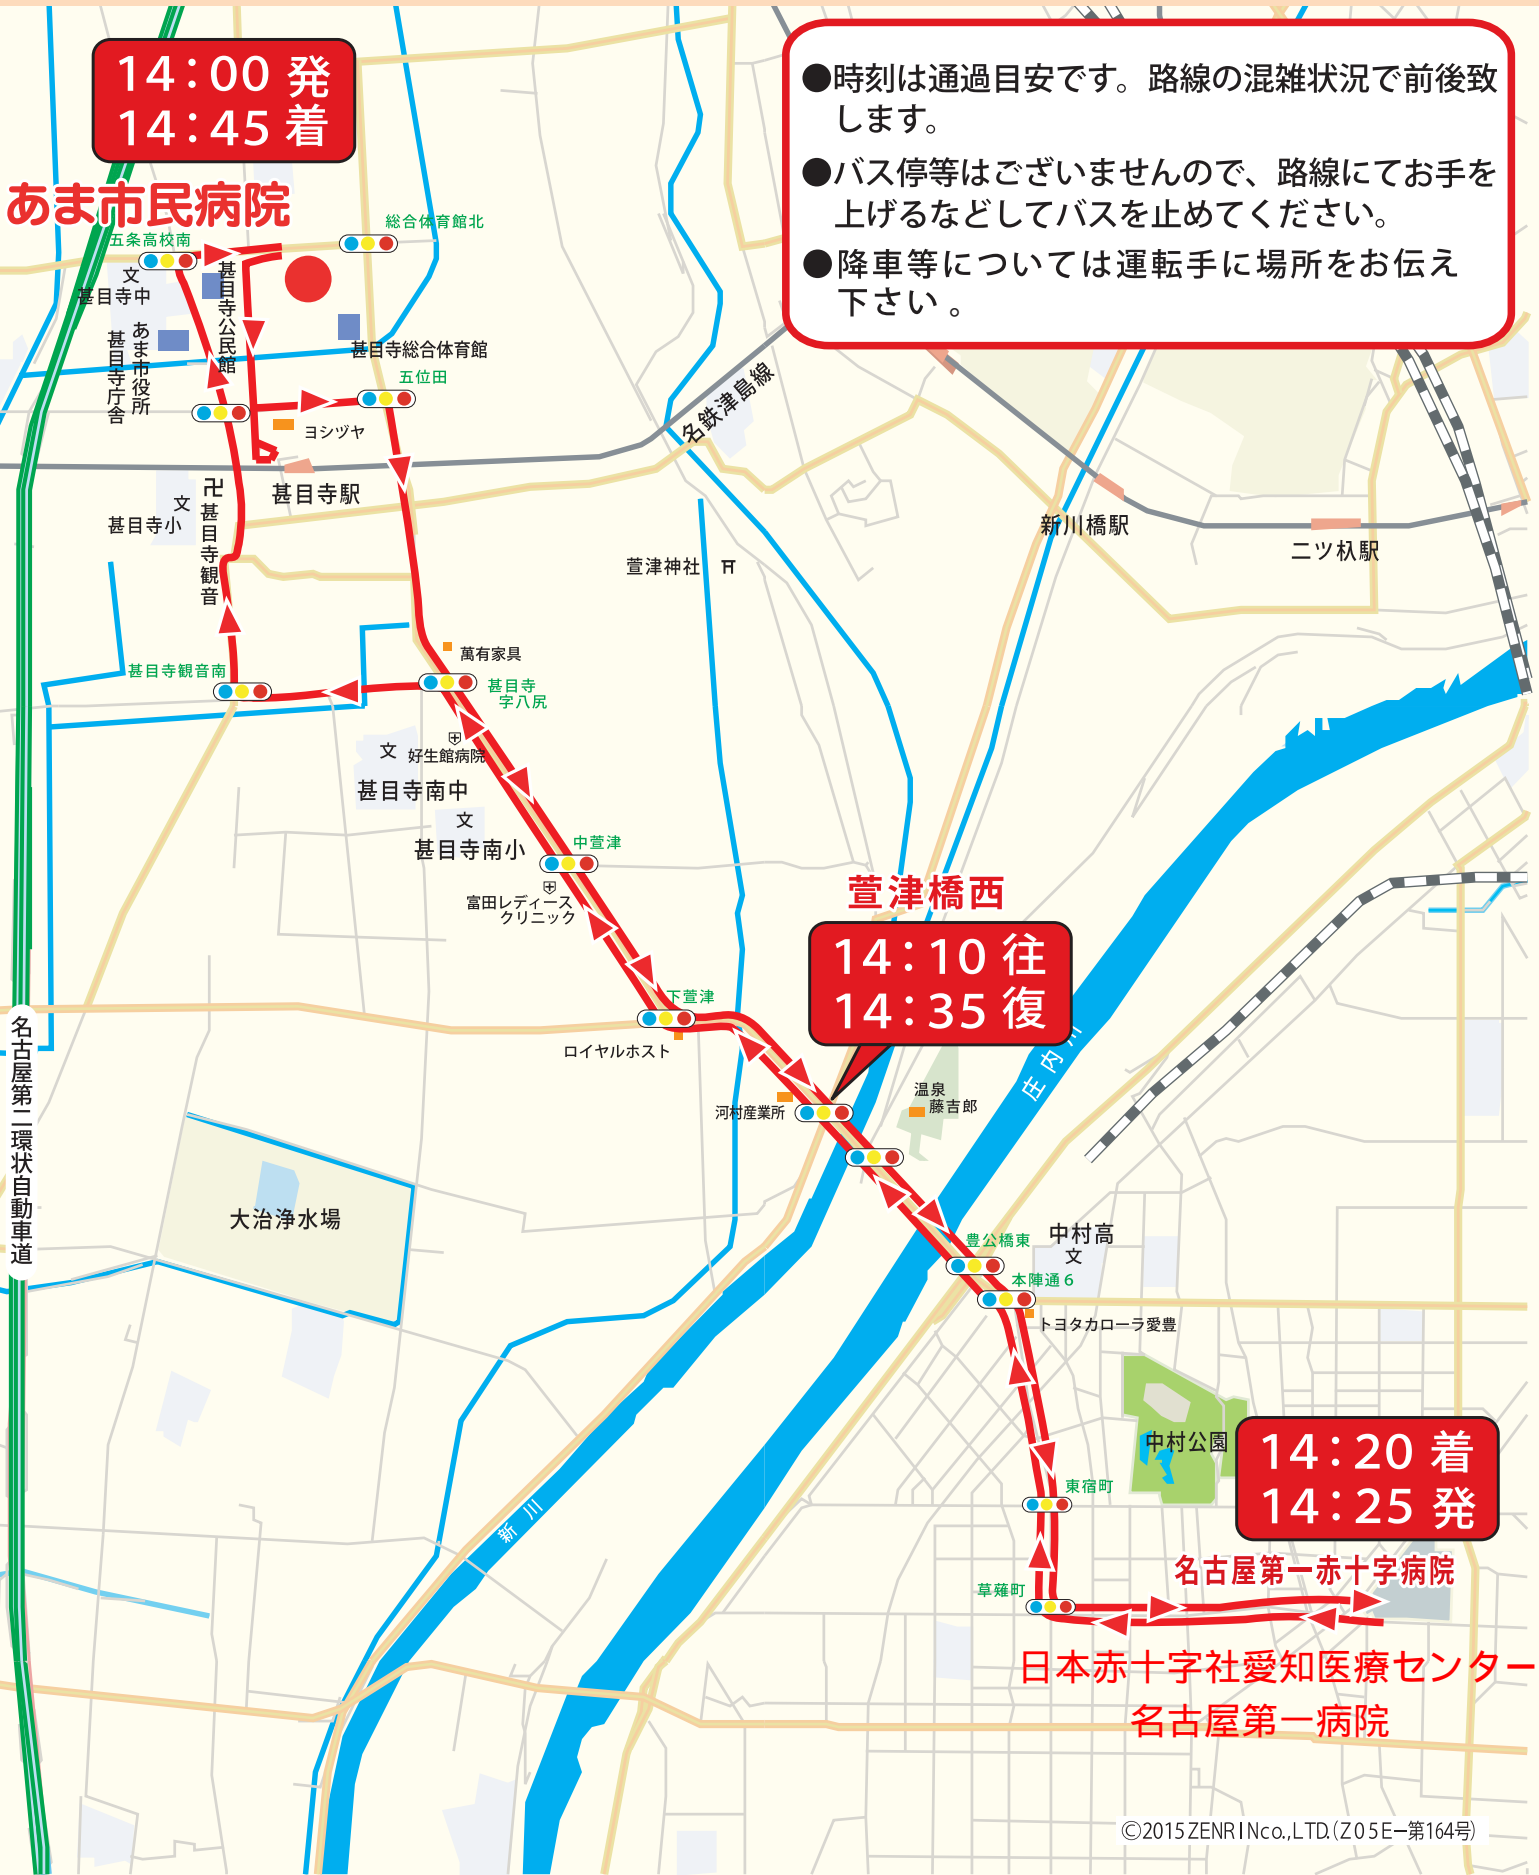 14：00 発
14：45 着
●時刻は通過目安です。路線の混雑状況で前後致
します。
●バス停等はございませんので、路線にてお手を
上げるなどしてバスを止めてください。
●降車等については運転手に場所をお伝え
下さい 。
あま市民病院
総合体育館北
五条高校南
文
甚目寺中
甚目寺公民館
あま市役所
甚目寺庁舎
甚目寺総合体育館
五位田
ヨシヅヤ
名鉄津島線
甚目寺駅
文
甚目寺小
卍
甚目寺観音
新川橋駅
二ツ杁駅
萱津神社
萬有家具
甚目寺観音南
甚目寺
字八尻
文
好生館病院
甚目寺南中
文
甚目寺南小
中萱津
富田レディース
クリニック
萱津橋西
14：10 往
14：35 復
下萱津
ロイヤルホスト
名古屋第二環状自動車道
河村産業所
温泉
藤吉郎
庄内川
大治浄水場
豊公橋東
中村高
文
本陣通6
トヨタカローラ愛豊
中村公園
14：20 着
14：25 発
東宿町
新川
名古屋第一赤十字病院
草薙町
日本赤十字社愛知医療センター
名古屋第一病院
©2015 ZENRINco.,LTD.(Z05E－第164号)